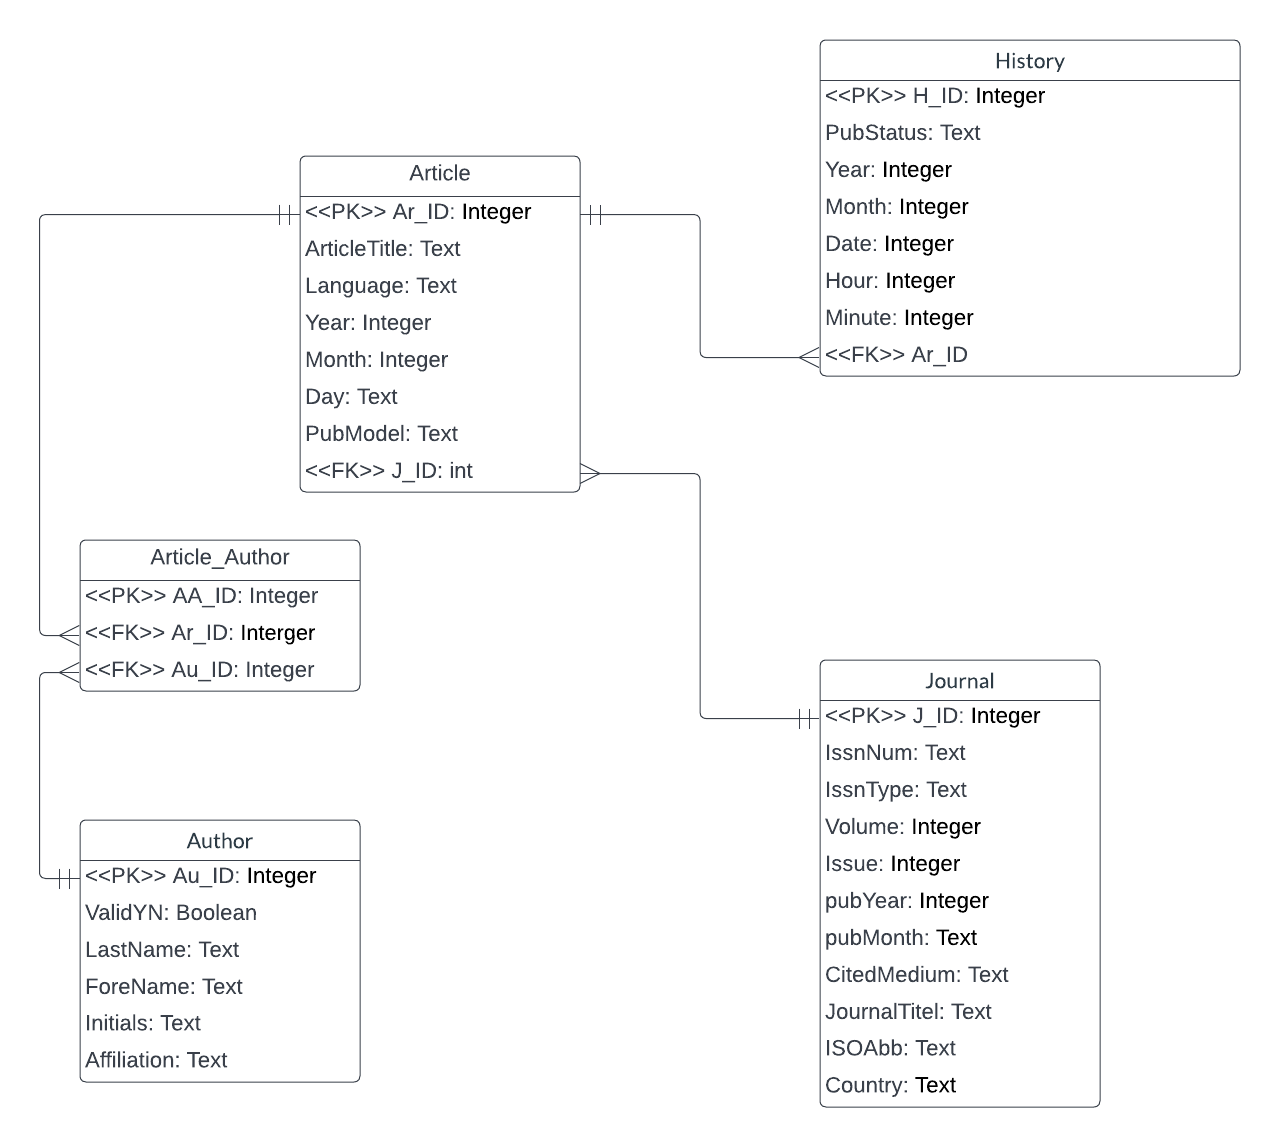 History
<<PK>> H_ID: Integer
PubStatus: Text
Year: Integer
Month: Integer
Date: Integer
Hour: Integer
Minute: Integer
<<FK>> Ar_ID
Article
<<PK>> Ar_ID: Integer
ArticleTitle: Text
Language: Text
Year: Integer
Month: Integer
Day: Text
PubModel: Text
<<FK>> J_ID: int
Article_Author
<<PK>> AA_ID: Integer
<<FK>> Ar_ID: Interger
<<FK>> Au_ID: Integer
Journal
<<PK>> J_ID: Integer
IssnNum: Text
IssnType: Text
Volume: Integer
Issue: Integer
pubYear: Integer
pubMonth: Text
CitedMedium: Text
JournalTitel: Text
ISOAbb: Text
Country: Text
Author
<<PK>> Au_ID: Integer
ValidYN: Boolean
LastName: Text
ForeName: Text
Initials: Text
Affiliation: Text